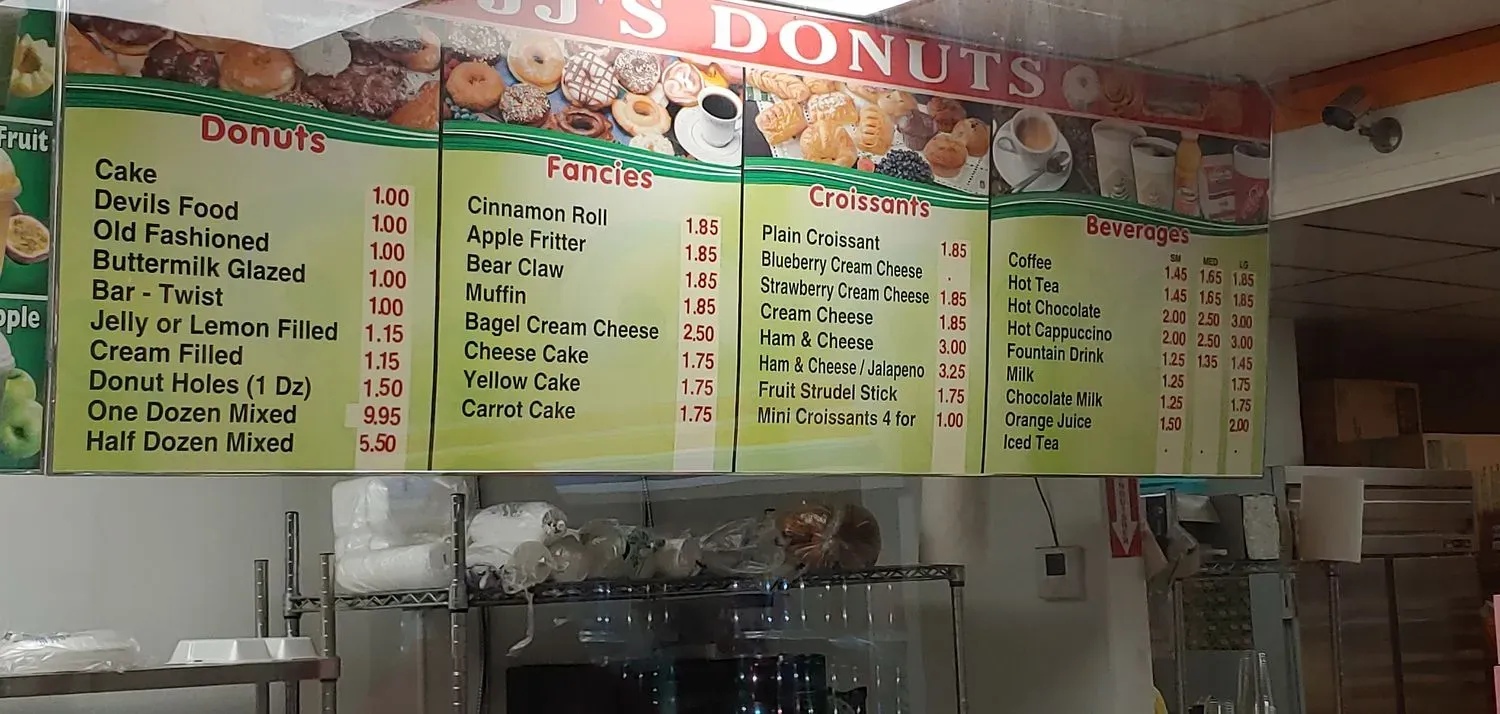 JJ'S DONUTS
Fruit
pple
Donuts
Cake 1.00
Devils Food 1.00
Old Fashioned 1.00
Buttermilk Glazed 1.00
Bar - Twist 1.00
Jelly or Lemon Filled 1.15
Cream Filled 1.15
Donut Holes (1 Dz) 1.50
One Dozen Mixed 9.95
Half Dozen Mixed 5.50
Fancies
Cinnamon Roll 1.85
Apple Fritter 1.85
Bear Claw 1.85
Muffin 1.85
Bagel Cream Cheese 2.50
Cheese Cake 1.75
Yellow Cake 1.75
Carrot Cake 1.75
Croissants
Plain Croissant 1.85
Blueberry Cream Cheese .
Strawberry Cream Cheese 1.85
Cream Cheese 1.85
Ham & Cheese 3.00
Ham & Cheese / Jalapeno 3.25
Fruit Strudel Stick 1.75
Mini Croissants 4 for 1.00
Beverages
SM MED LG
Coffee 1.45 1.65 1.85
Hot Tea 1.45 1.65 1.85
Hot Chocolate 2.00 2.50 3.00
Hot Cappuccino 2.00 2.50 3.00
Fountain Drink 1.25 1.35 1.45
Milk 1.25 1.75
Chocolate Milk 1.25 1.75
Orange Juice 1.50 2.00
Iced Tea . . .